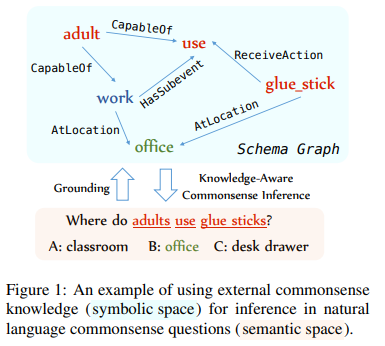 adult
CapableOf
use
CapableOf
ReceiveAction
HasSubevent
glue_stick
work
AtLocation
AtLocation
office
Schema Graph
Grounding
Knowledge-Aware
Commonsense Inference
Where do adults use glue sticks?
A: classroom B: office C: desk drawer
Figure 1: An example of using external commonsense
knowledge (symbolic space) for inference in natural
language commonsense questions (semantic space).